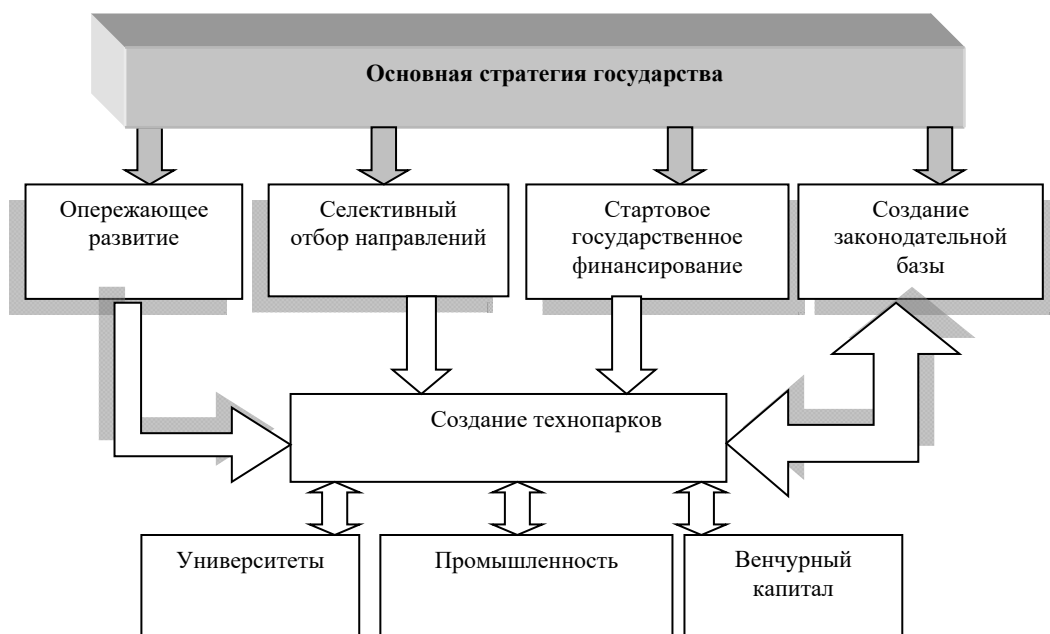 Основная стратегия государства
Опережающее
развитие
Селективный
отбор направлений
Стартовое
государственное
финансирование
Создание
законодательной
базы
Создание технопарков
Университеты
Промышленность
Венчурный
капитал